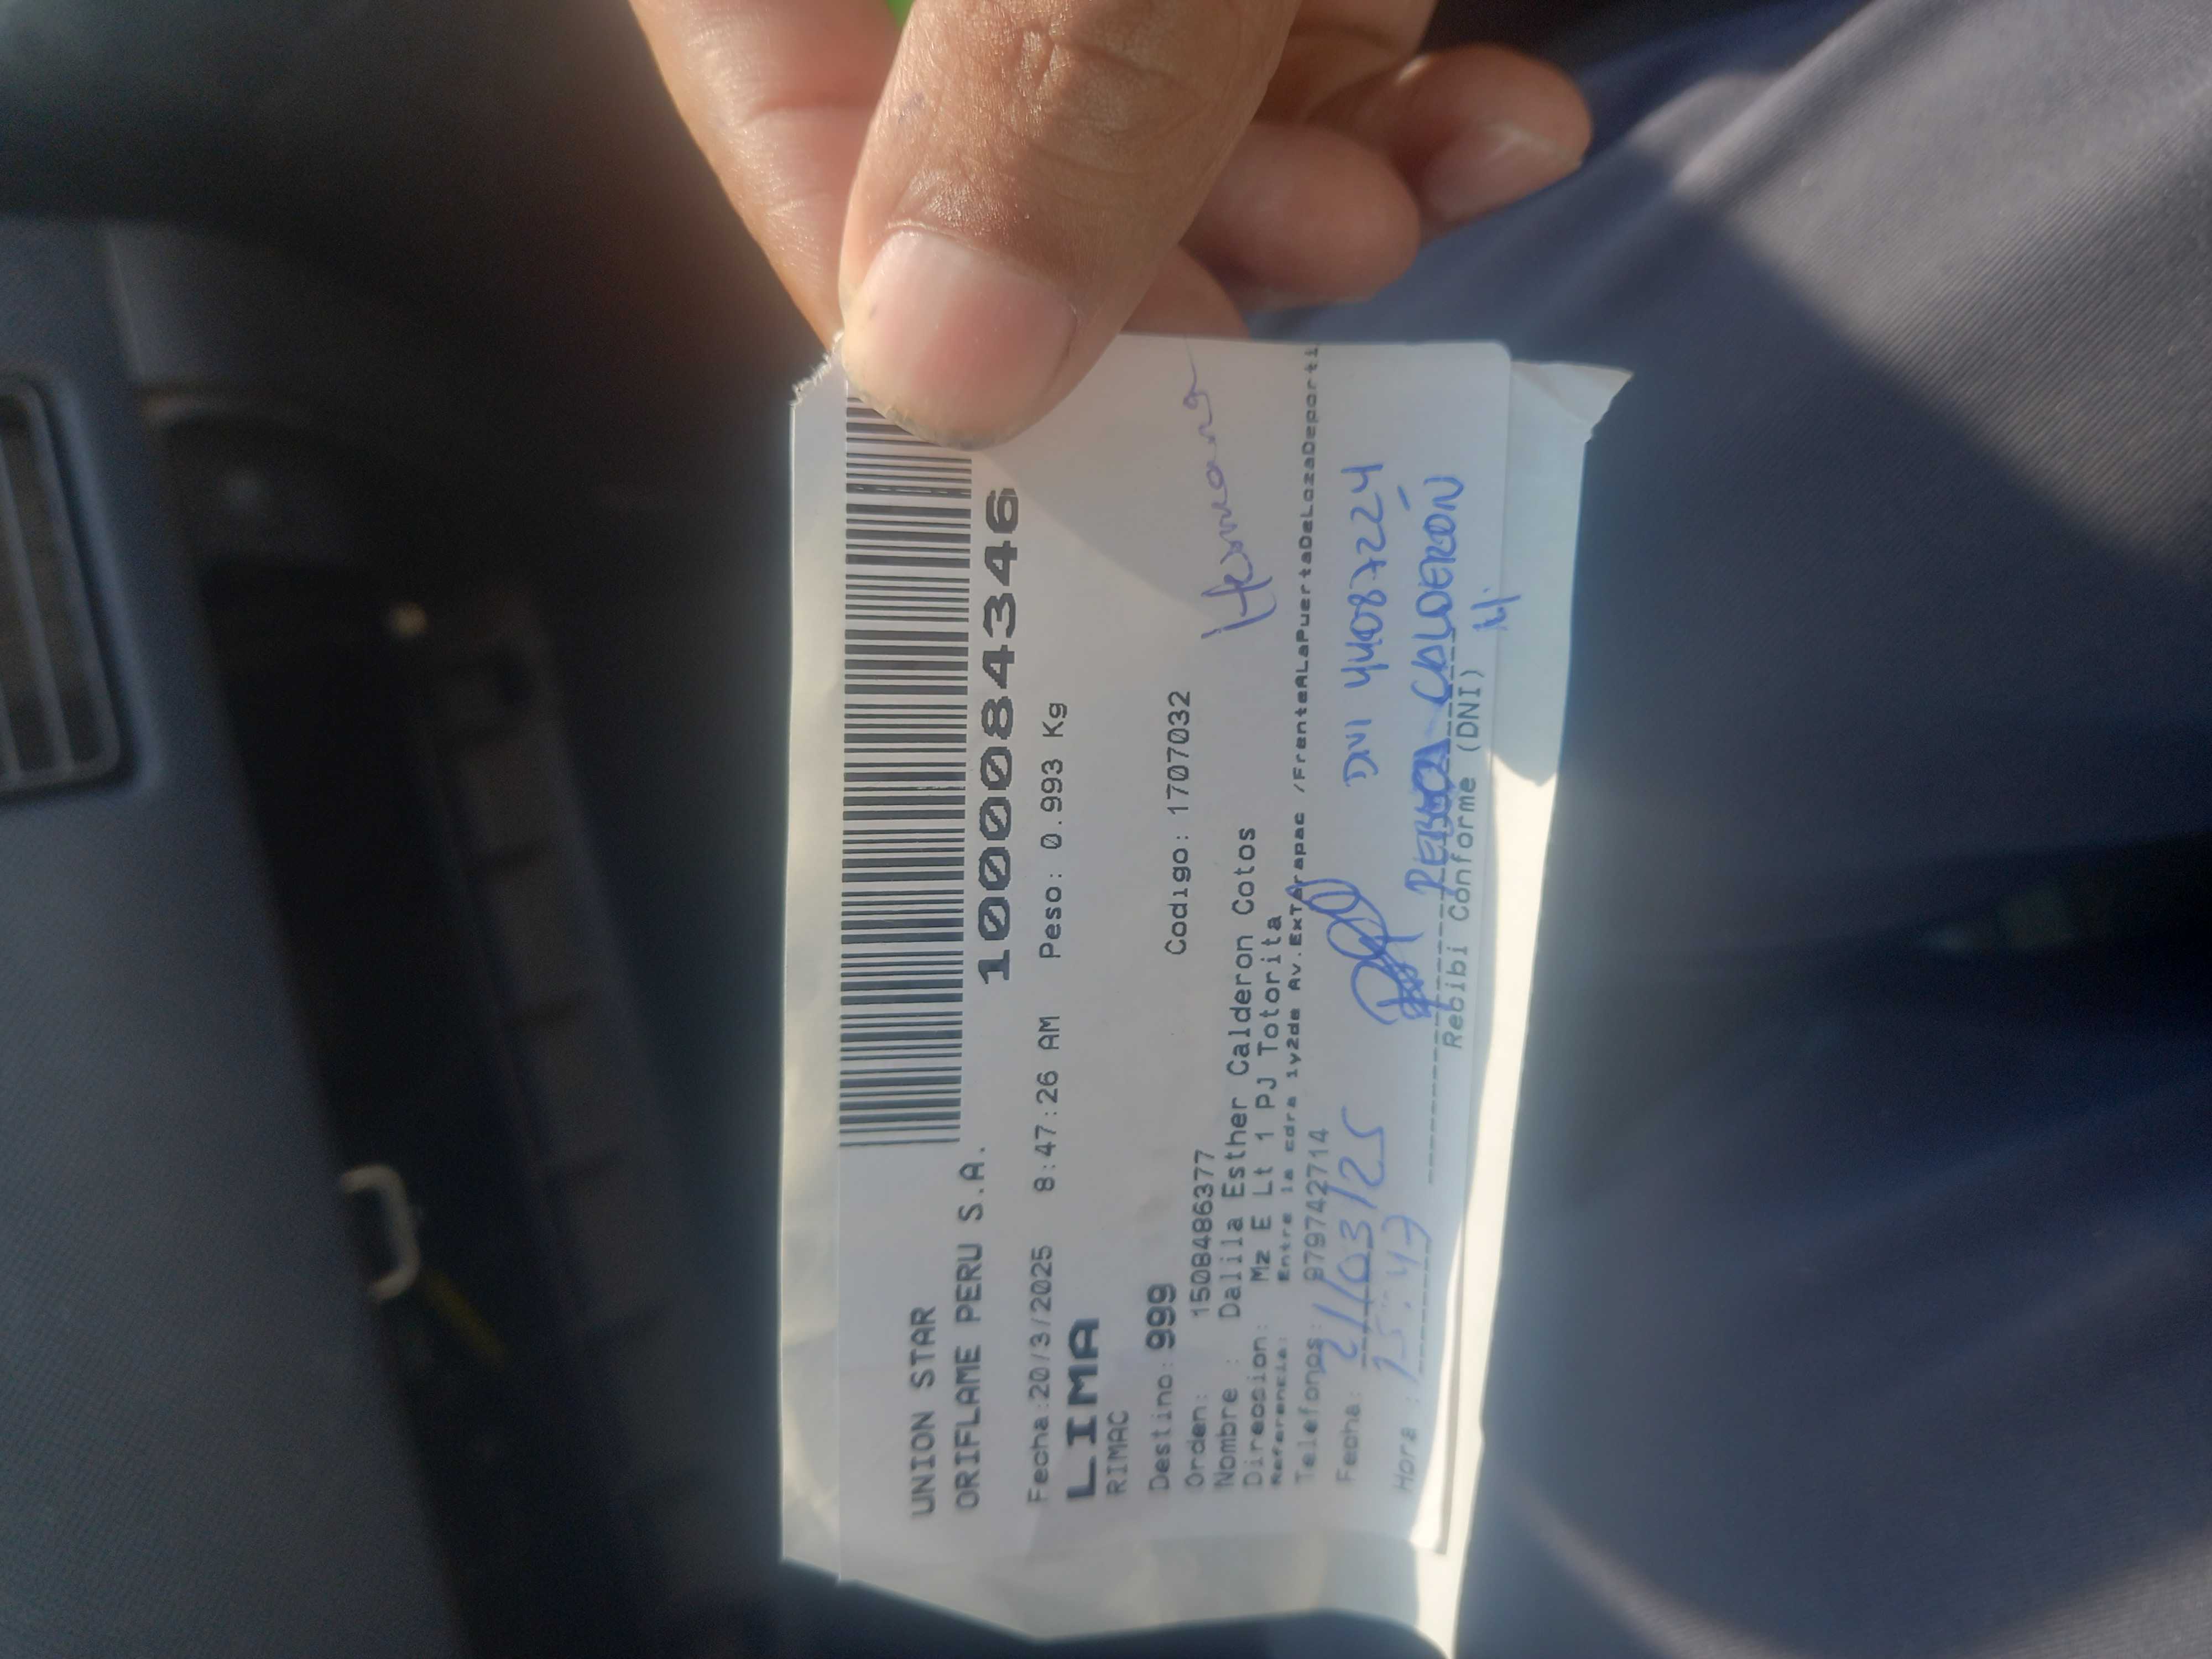 UNION STAR
ORIFLAME PERU S.A.
1000084346
Fecha:20/3/2025 8:47:26 AM Peso: 0.993 Kg
LIMA
RIMAC
Destino: 999 Codigo: 1707032
Orden: 1508486377
Hermana
Nombre : Dalila Esther Calderon Cotos
Direccion: Mz E Lt 1 PJ Totorita
Referencia: Entre la cdra 1y2de Av.ExTarapac /FrenteALaPuertaDeLozaDeporti
Telefonos: 979742714
Fecha: 21/03/25 DNI 44087224
Hora : 15:47 CALDERÓN
Recibi Conforme (DNI)